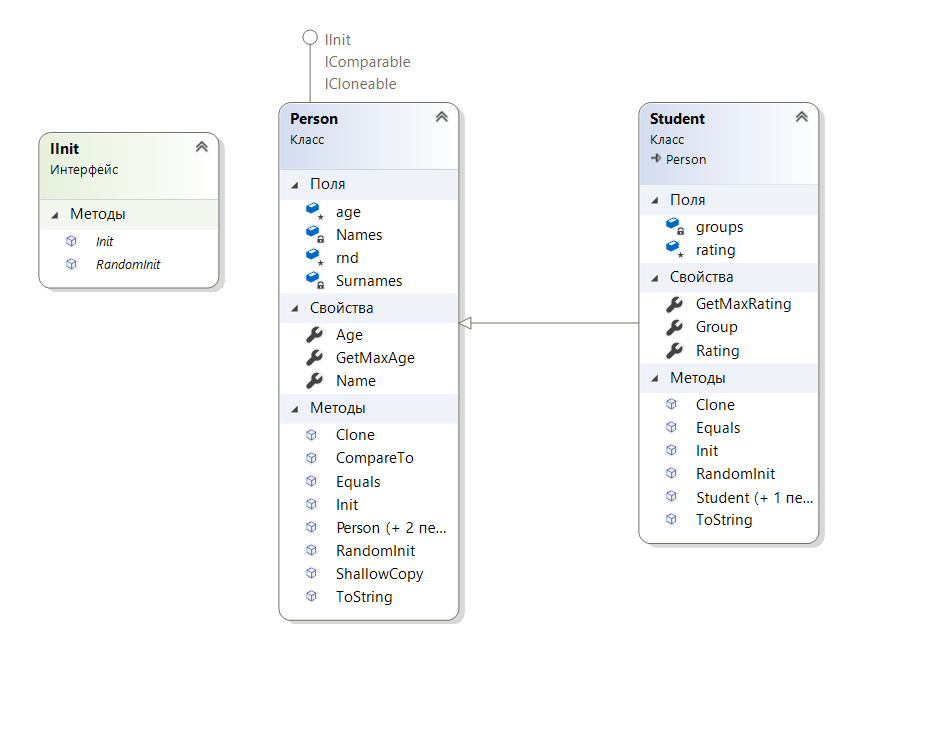 IInit
Интерфейс
Методы
Init
RandomInit
IInit
IComparable
ICloneable
Person
Класс
Поля
age
Names
rnd
Surnames
Свойства
Age
GetMaxAge
Name
Методы
Clone
CompareTo
Equals
Init
Person (+ 2 пе...
RandomInit
ShallowCopy
ToString
Student
Класс
Person
Поля
groups
rating
Свойства
GetMaxRating
Group
Rating
Методы
Clone
Equals
Init
RandomInit
Student (+ 1 пе...
ToString